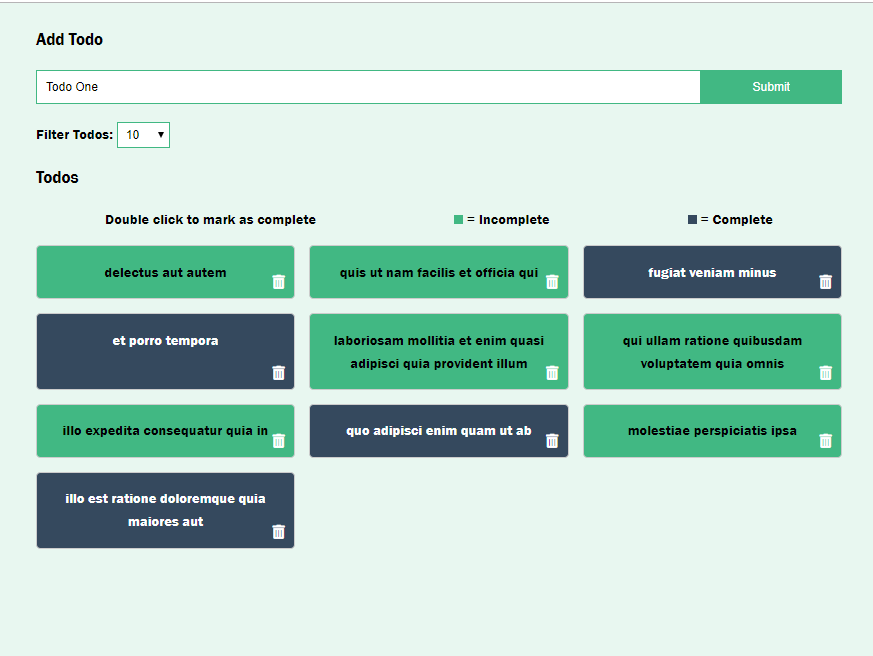 Add Todo
Todo One
Submit
Filter Todos: 10
Todos
Double click to mark as complete
= Incomplete
= Complete
delectus aut autem
quis ut nam facilis et officia qui
fugiat veniam minus
et porro tempora
laboriosam mollitia et enim quasi
adipisci quia provident illum
qui ullam ratione quibusdam
voluptatem quia omnis
illo expedita consequatur quia in
quo adipisci enim quam ut ab
molestiae perspiciatis ipsa
illo est ratione doloremque quia
maiores aut